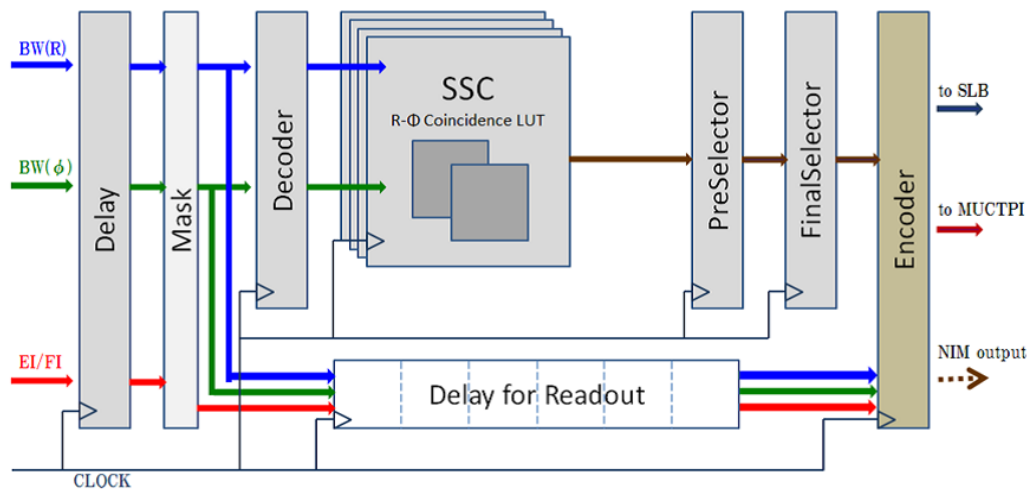 BW(R)
BW(ϕ)
EI/FI
CLOCK
Delay
Mask
Decoder
SSC
R-Φ Coincidence LUT
PreSelector
FinalSelector
Encoder
Delay for Readout
to SLB
to MUCTPI
NIM output